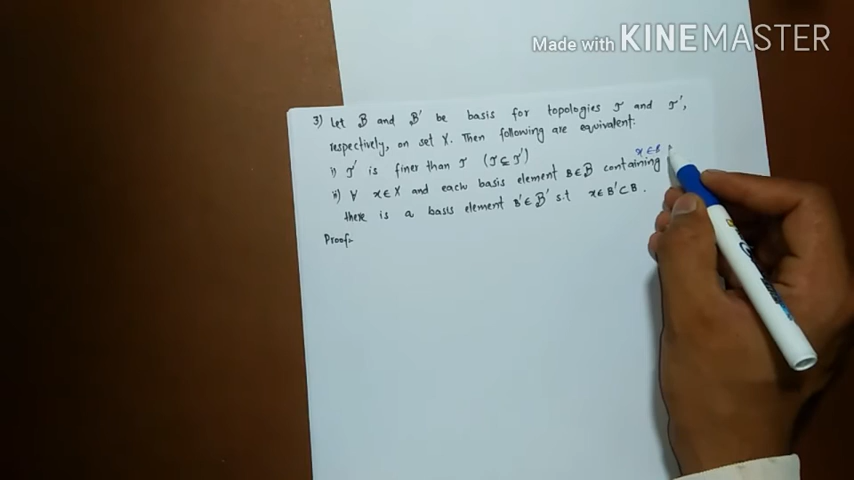 Made with KINEMASTER
3) Let B and B' be basis for topologies T and T',
respectively, on set X. Then following are equivalent:
i) T' is finer than T (T ⊆ T')
x ∈ B
ii) ∀ x ∈ X and each basis element B ∈ B containing
there is a basis element B' ∈ B' s.t x ∈ B' ⊂ B.
Proof:-